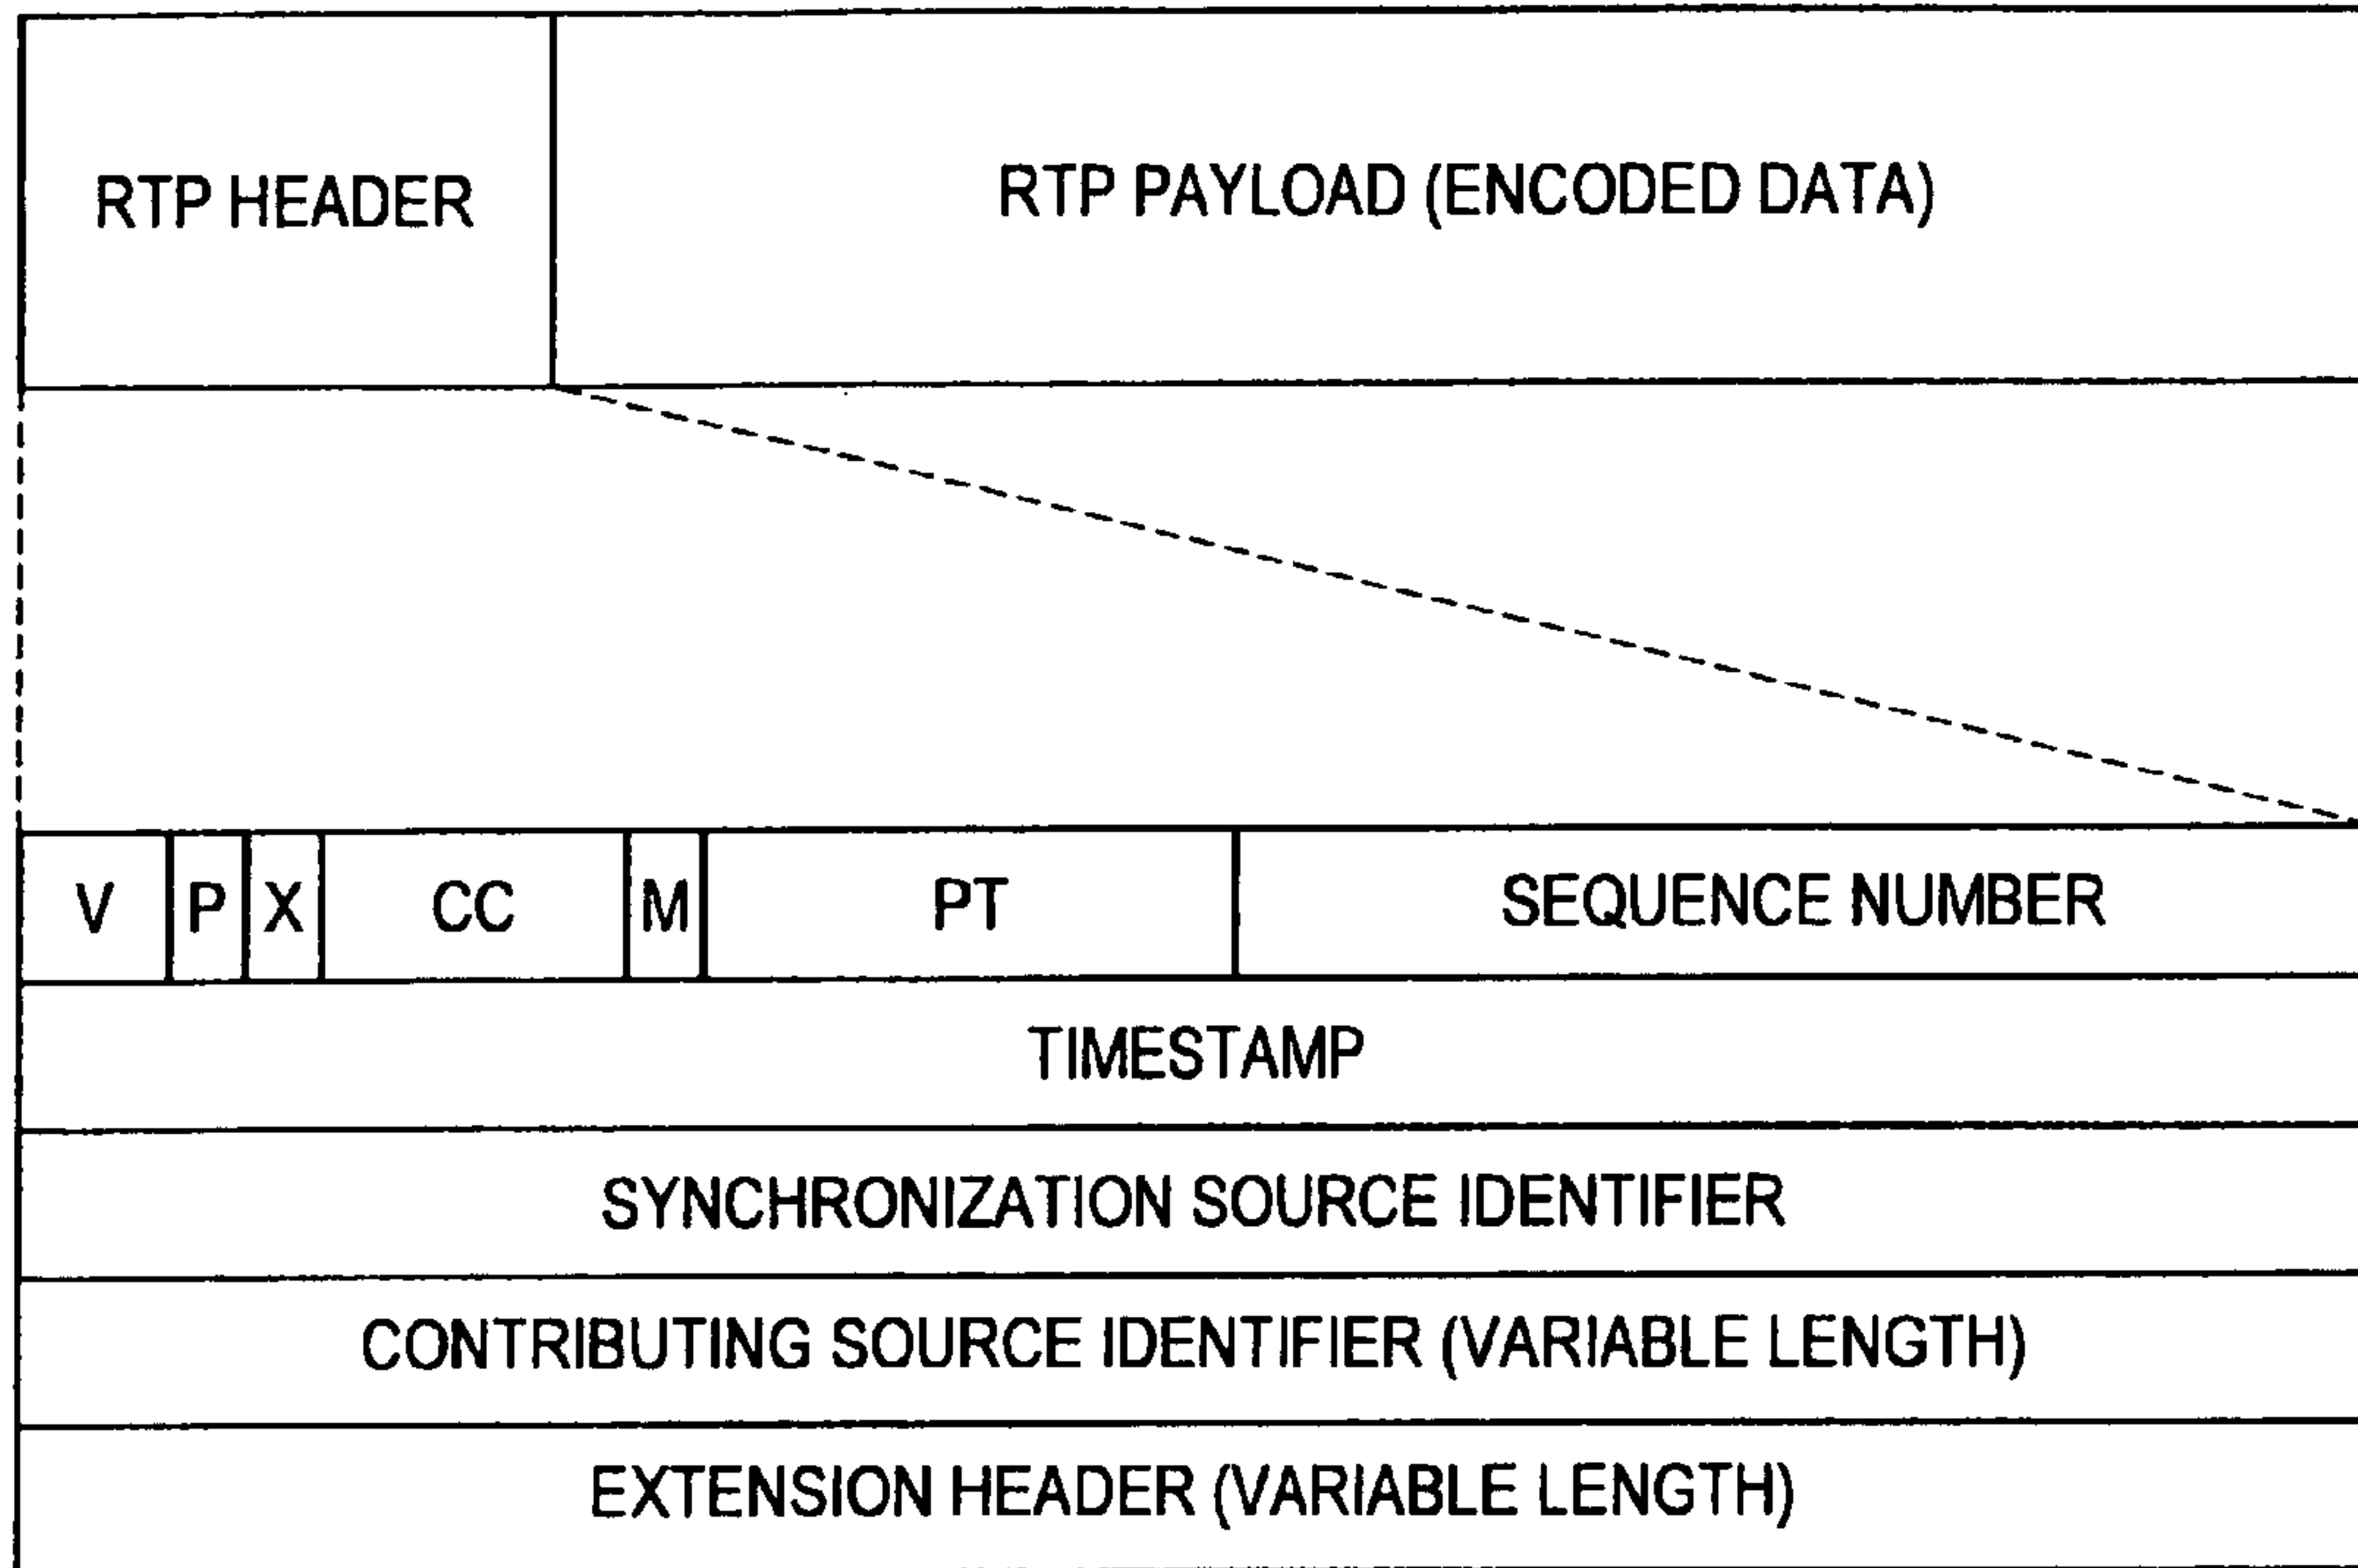 RTP HEADER RTP PAYLOAD (ENCODED DATA)
V P X CC M PT SEQUENCE NUMBER
TIMESTAMP
SYNCHRONIZATION SOURCE IDENTIFIER
CONTRIBUTING SOURCE IDENTIFIER (VARIABLE LENGTH)
EXTENSION HEADER (VARIABLE LENGTH)